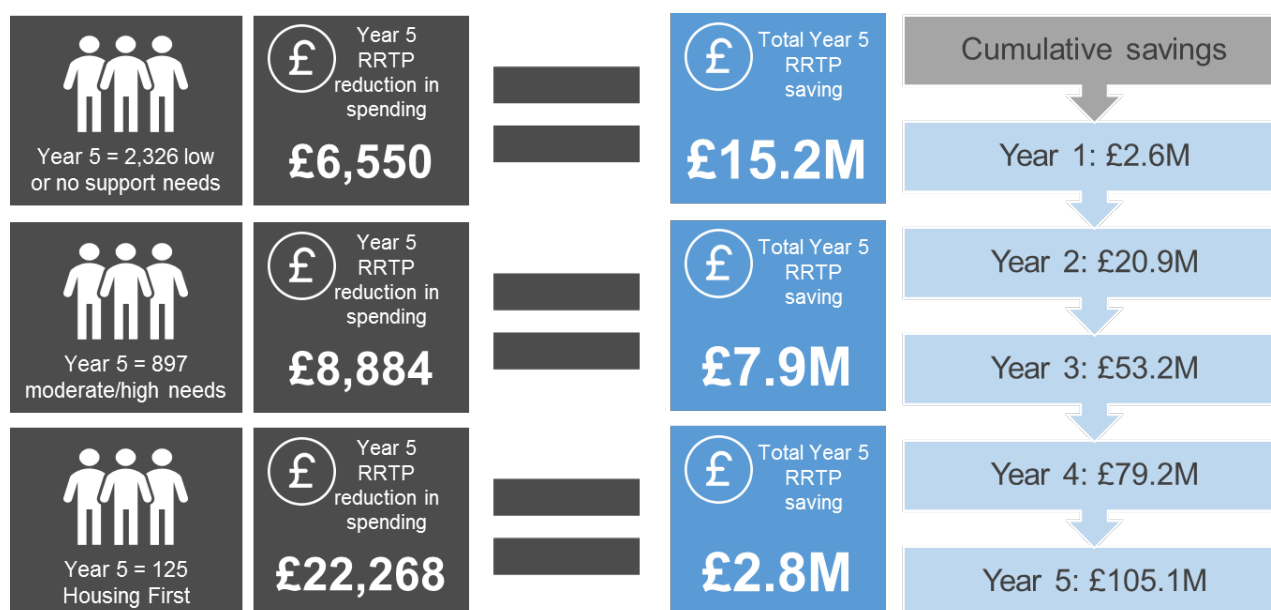 Year 5 = 2,326 low
or no support needs
£
Year 5
RRTP
reduction in
spending
£6,550
£
Total Year 5
RRTP
saving
£15.2M
Year 5 = 897
moderate/high needs
£
Year 5
RRTP
reduction in
spending
£8,884
£
Total Year 5
RRTP
saving
£7.9M
Year 5 = 125
Housing First
£
Year 5
RRTP
reduction in
spending
£22,268
£
Total Year 5
RRTP
saving
£2.8M
Cumulative savings
Year 1: £2.6M
Year 2: £20.9M
Year 3: £53.2M
Year 4: £79.2M
Year 5: £105.1M